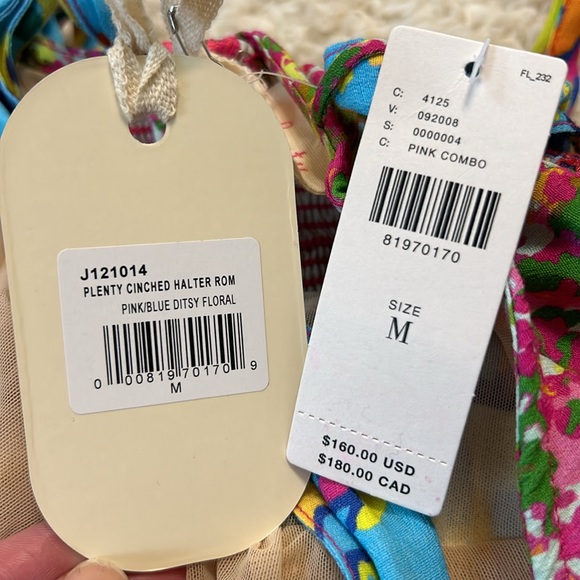 J121014
PLENTY CINCHED HALTER ROM
PINK/BLUE DITSY FLORAL
0 00819 70170 9
M
FL_232
C: 4125
V: 092008
S: 0000004
C: PINK COMBO
81970170
SIZE
M
$160.00 USD
$180.00 CAD